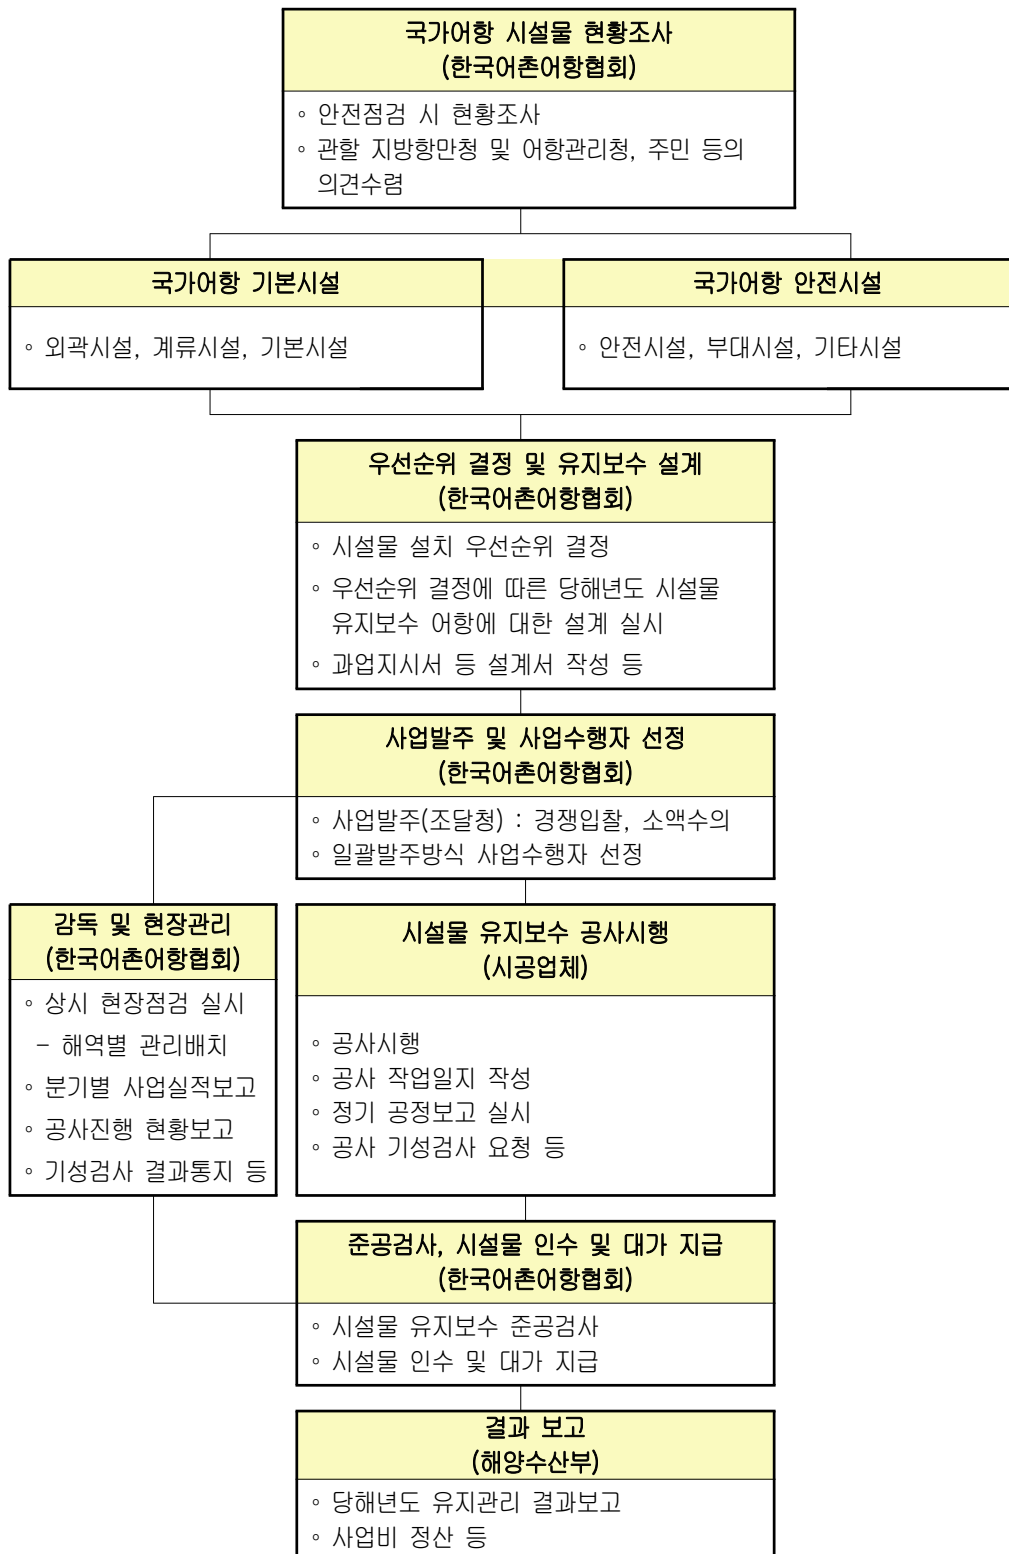 국가어항 시설물 현황조사
(한국어촌어항협회)
◦ 안전점검 시 현황조사
◦ 관할 지방항만청 및 어항관리청, 주민 등의
의견수렴
국가어항 기본시설
◦ 외곽시설, 계류시설, 기본시설
국가어항 안전시설
◦ 안전시설, 부대시설, 기타시설
우선순위 결정 및 유지보수 설계
(한국어촌어항협회)
◦ 시설물 설치 우선순위 결정
◦ 우선순위 결정에 따른 당해년도 시설물
유지보수 어항에 대한 설계 실시
◦ 과업지시서 등 설계서 작성 등
사업발주 및 사업수행자 선정
(한국어촌어항협회)
◦ 사업발주(조달청) : 경쟁입찰, 소액수의
◦ 일괄발주방식 사업수행자 선정
감독 및 현장관리
(한국어촌어항협회)
◦ 상시 현장점검 실시
- 해역별 관리배치
◦ 분기별 사업실적보고
◦ 공사진행 현황보고
◦ 기성검사 결과통지 등
시설물 유지보수 공사시행
(시공업체)
◦ 공사시행
◦ 공사 작업일지 작성
◦ 정기 공정보고 실시
◦ 공사 기성검사 요청 등
준공검사, 시설물 인수 및 대가 지급
(한국어촌어항협회)
◦ 시설물 유지보수 준공검사
◦ 시설물 인수 및 대가 지급
결과 보고
(해양수산부)
◦ 당해년도 유지관리 결과보고
◦ 사업비 정산 등